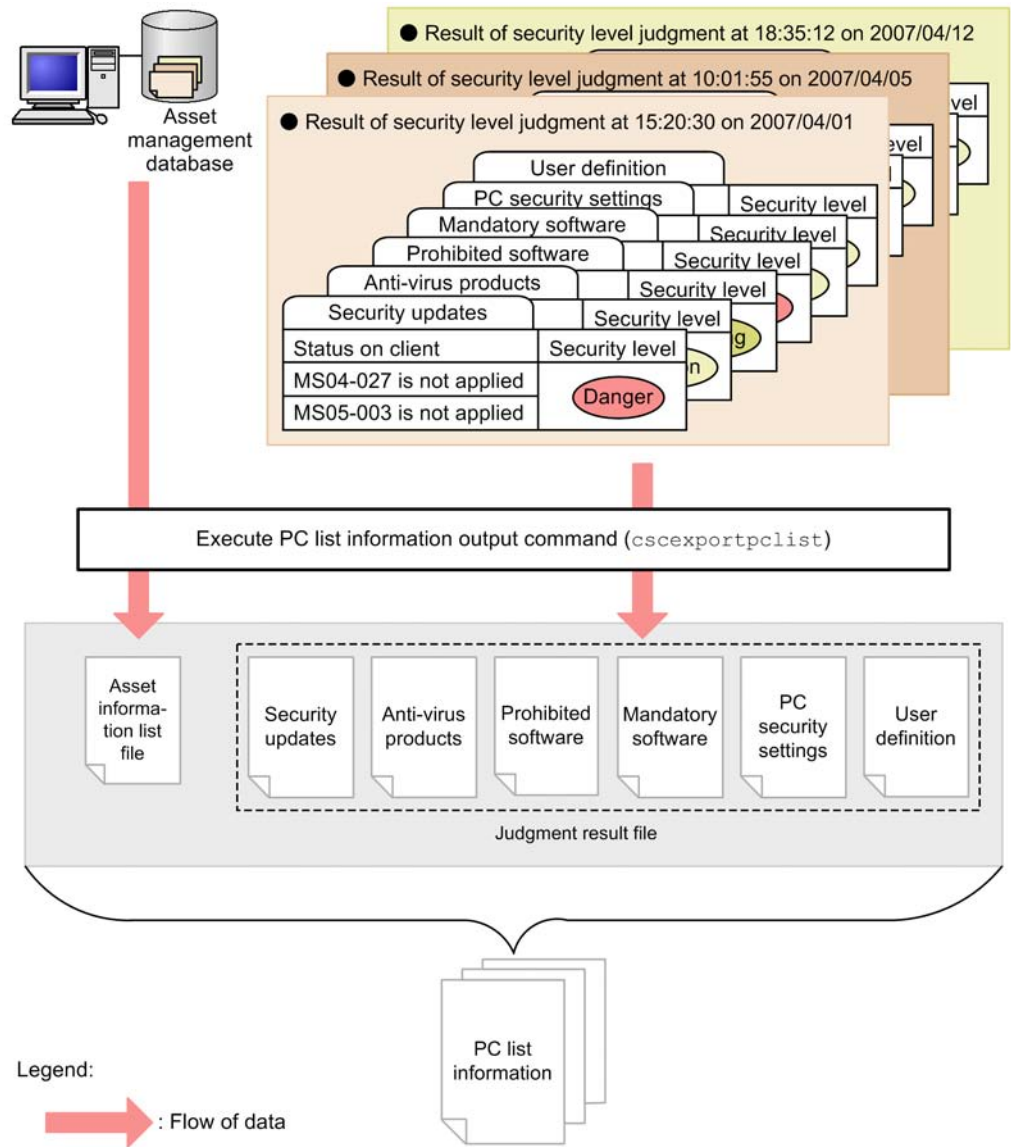 Asset
management
database
● Result of security level judgment at 18:35:12 on 2007/04/12
● Result of security level judgment at 10:01:55 on 2007/04/05
● Result of security level judgment at 15:20:30 on 2007/04/01
User definition
PC security settings
Security level
Mandatory software
Security level
Prohibited software
Security level
Anti-virus products
Security level
Security updates
Security level
Status on client
Security level
MS04-027 is not applied
MS05-003 is not applied
Danger
Execute PC list information output command (cscexportpclist)
Asset
informa-
tion list
file
Security
updates
Anti-virus
products
Prohibited
software
Mandatory
software
PC
security
settings
User
definition
Judgment result file
PC list
information
Legend:
: Flow of data